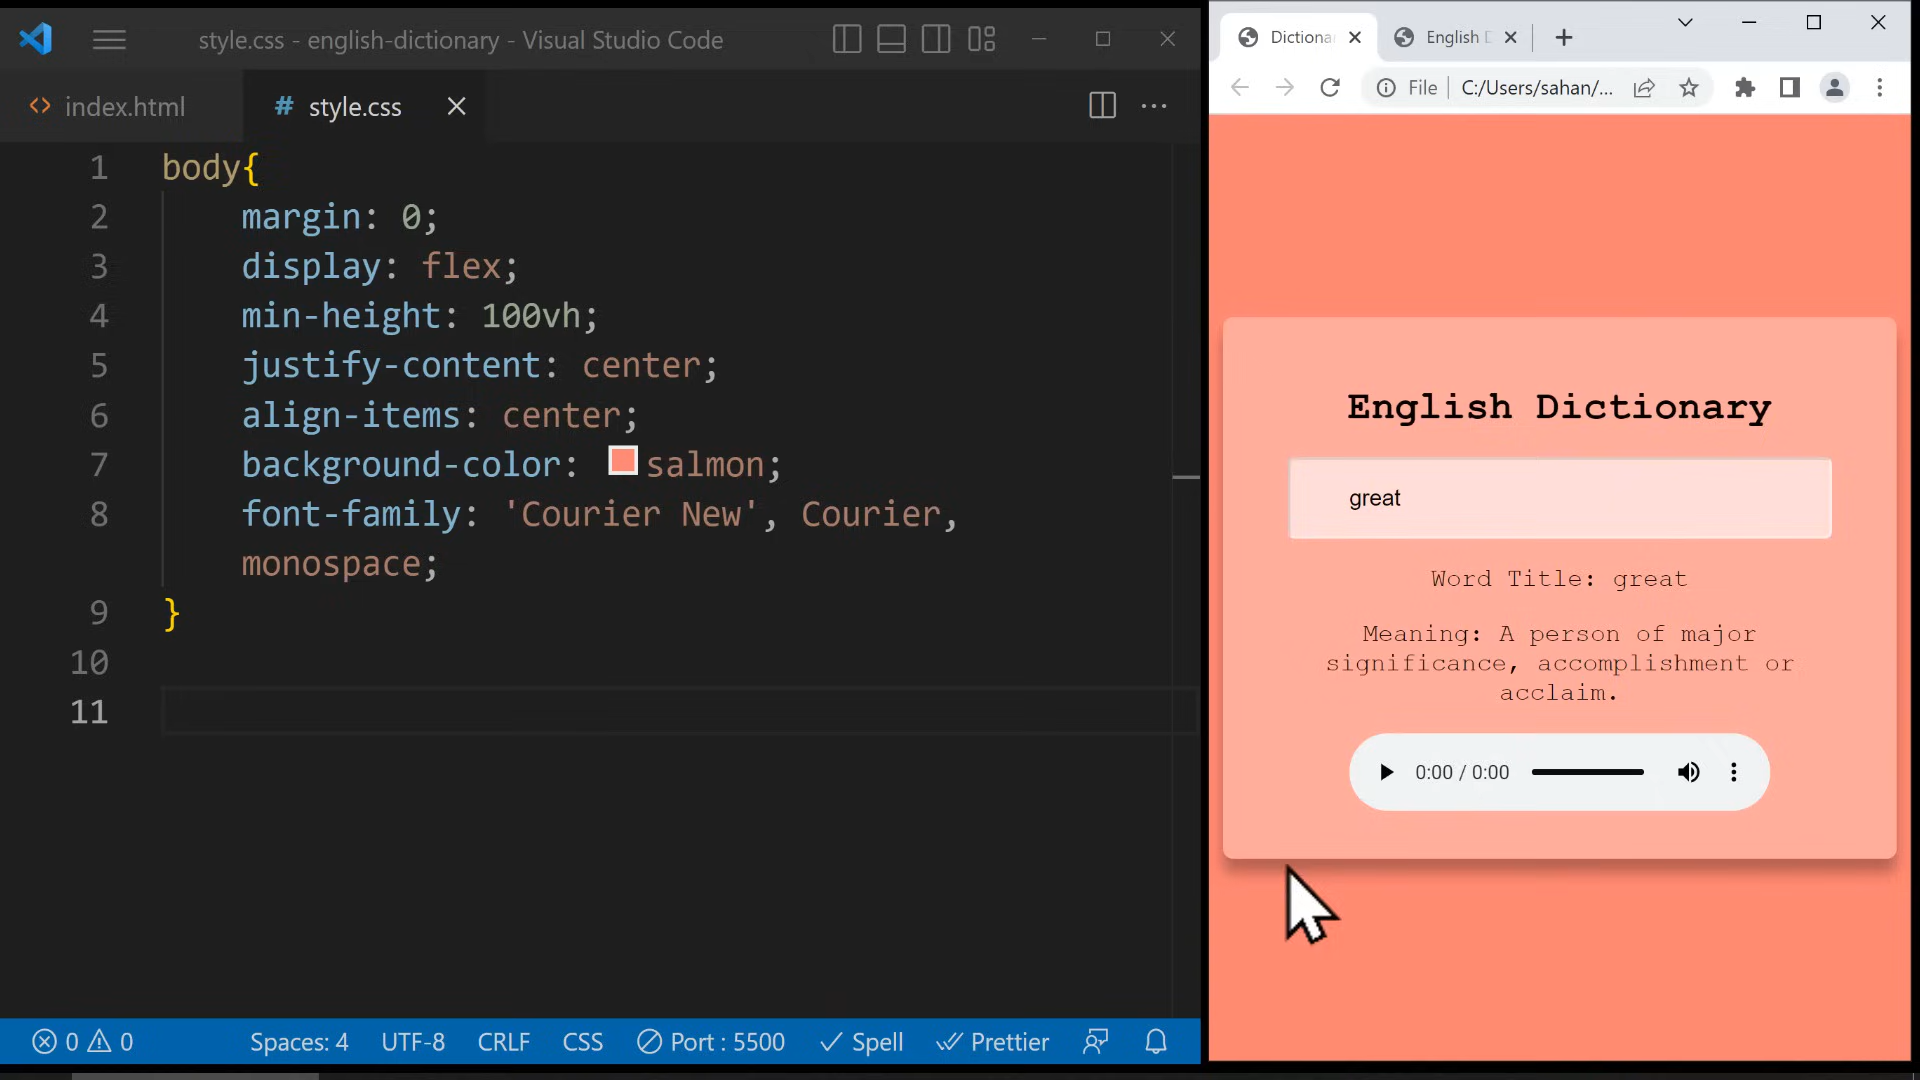 style.css - english-dictionary - Visual Studio Code
index.html
# style.css
1 body{
2 margin: 0;
3 display: flex;
4 min-height: 100vh;
5 justify-content: center;
6 align-items: center;
7 background-color: salmon;
8 font-family: 'Courier New', Courier,
monospace;
9 }
10
11
0 0 Spaces: 4 UTF-8 CRLF CSS Port : 5500 Spell Prettier
Dictiona English D
File C:/Users/sahan/...
English Dictionary
great
Word Title: great
Meaning: A person of major
significance, accomplishment or
acclaim.
0:00 / 0:00